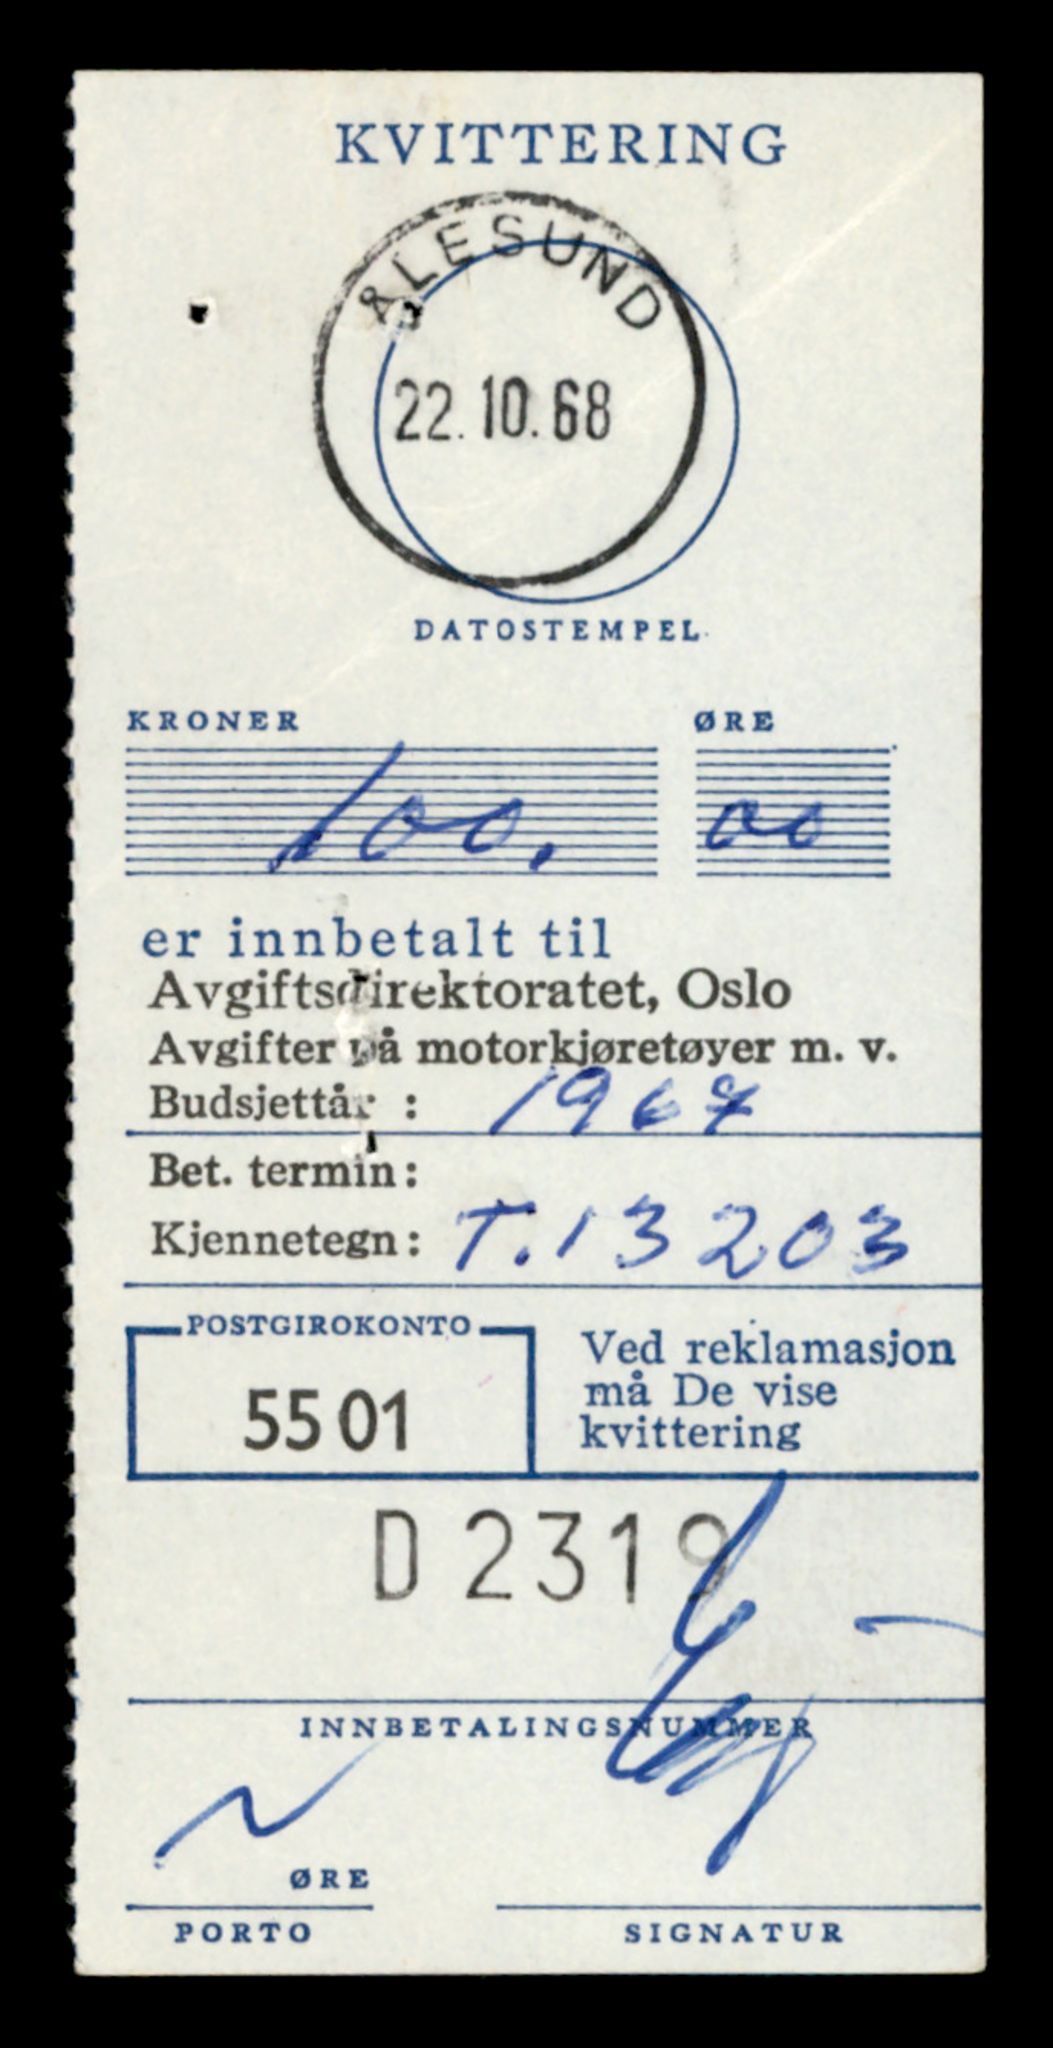 KVITTERING
ÅLESUND
22.10.68
DATOSTEMPEL
KRONER ØRE
100, 00
er innbetalt til
Avgiftsdirektoratet, Oslo
Avgifter på motorkjøretøyer m. v.
Budsjettår : 1967
Bet. termin:
Kjennetegn: T.13203
POSTGIROKONTO
5501
Ved reklamasjon
må De vise
kvittering
D 2319
INNBETALINGSNUMMER
ØRE
PORTO SIGNATUR